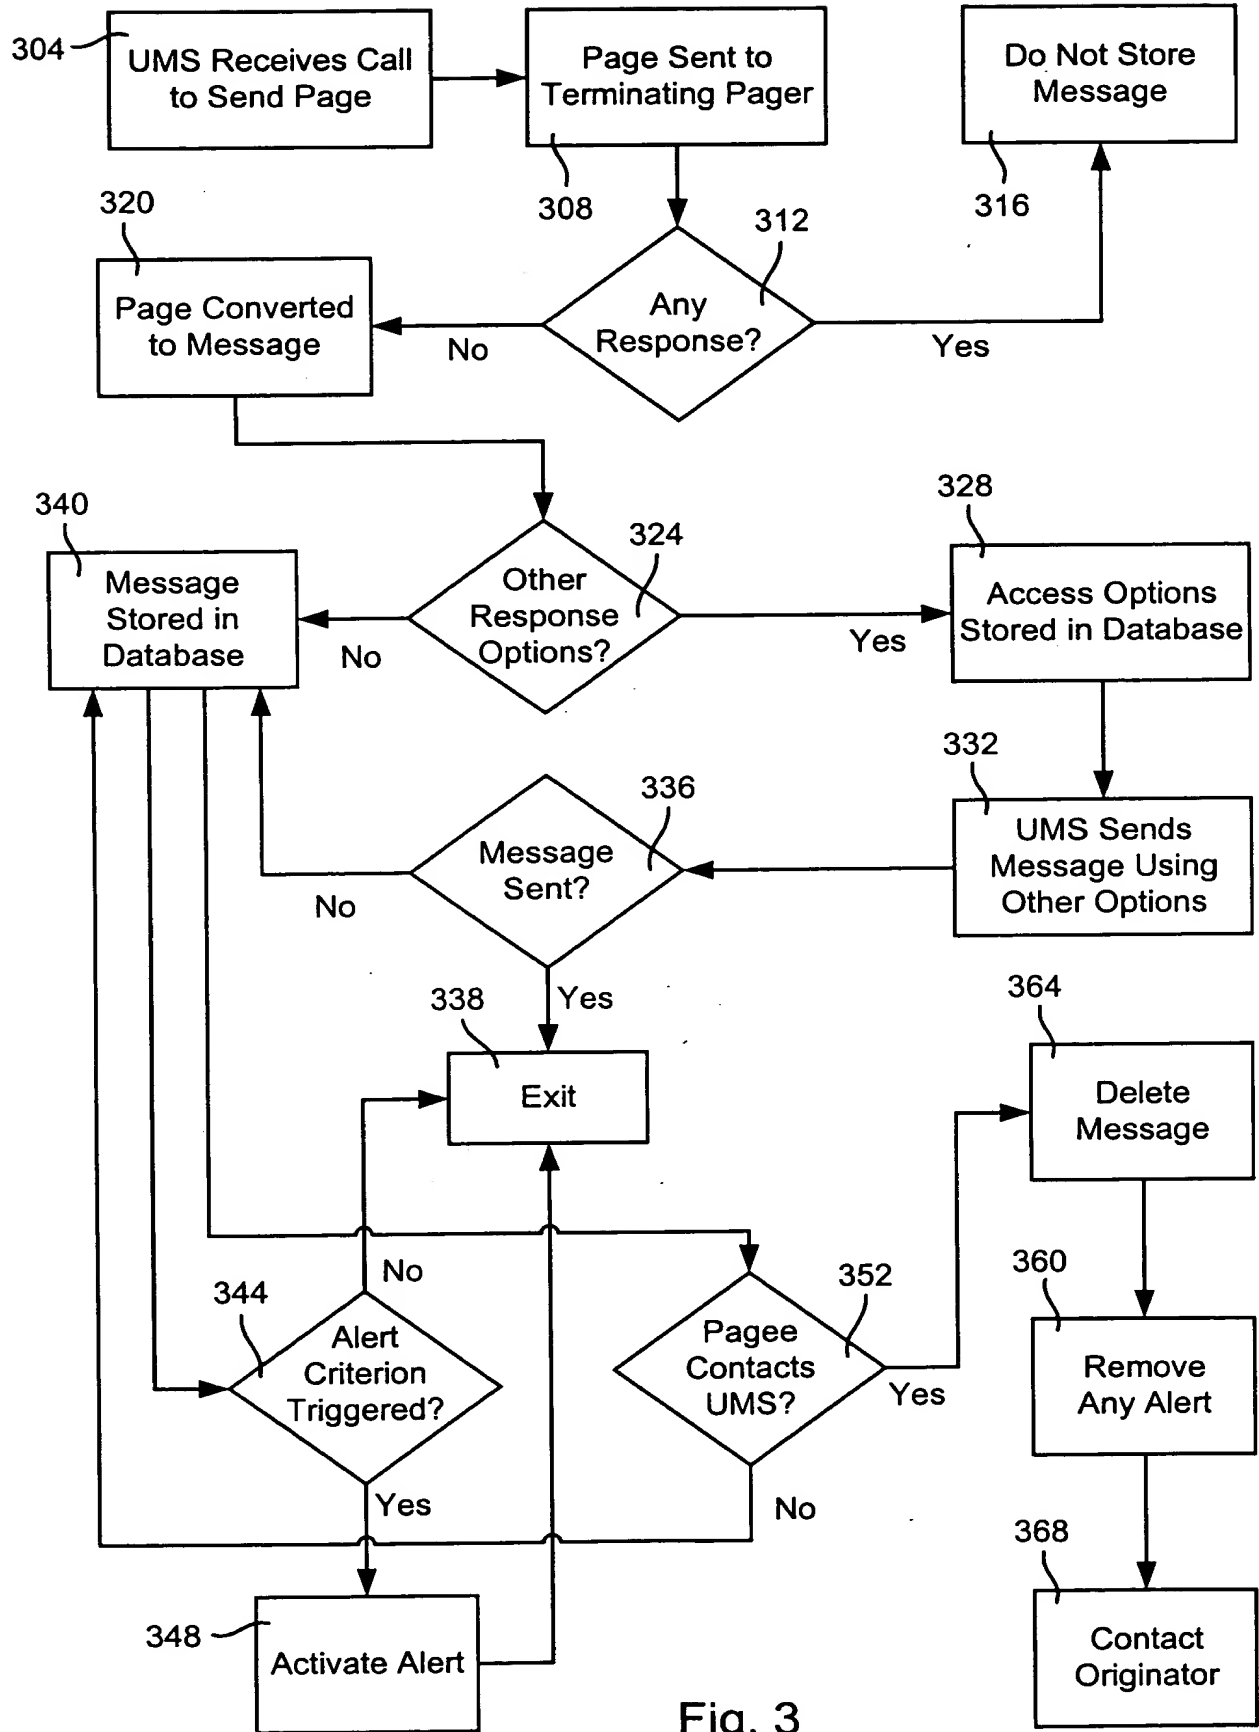 304
UMS Receives Call
to Send Page
Page Sent to
Terminating Pager
308
Do Not Store
Message
316
320
Page Converted
to Message
312
Any
Response?
No
Yes
340
Message
Stored in
Database
324
Other
Response
Options?
No
Yes
328
Access Options
Stored in Database
332
UMS Sends
Message Using
Other Options
336
Message
Sent?
No
Yes
338
Exit
364
Delete
Message
344
Alert
Criterion
Triggered?
No
Yes
352
Pagee
Contacts
UMS?
Yes
No
360
Remove
Any Alert
348
Activate Alert
368
Contact
Originator
Fig. 3